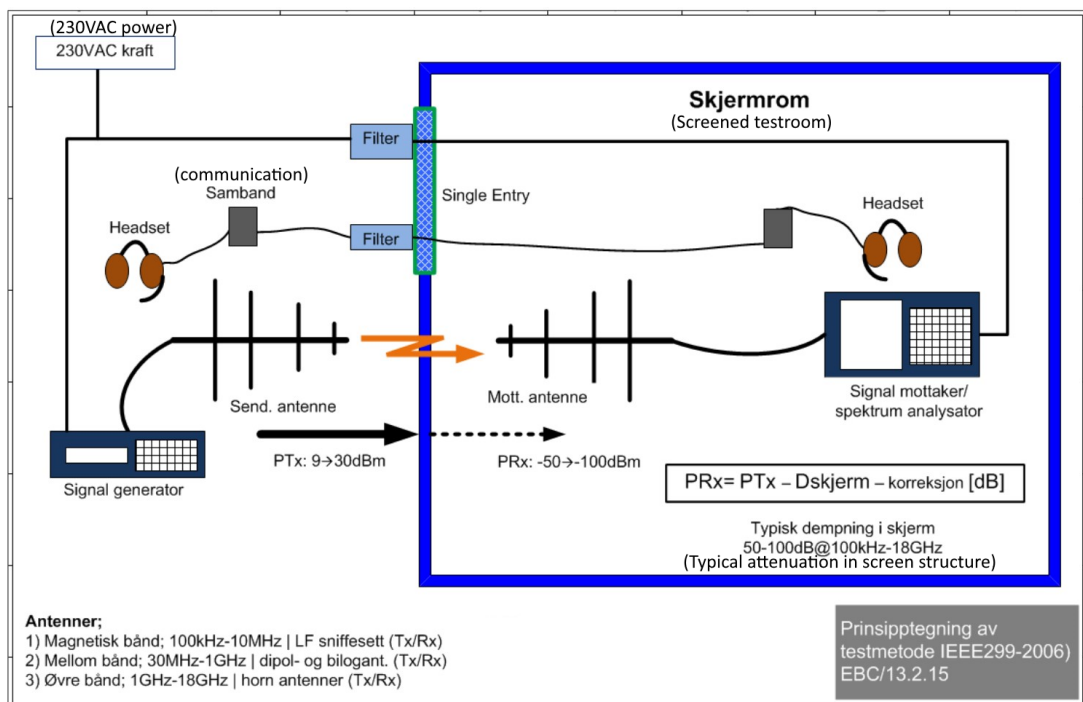 (230VAC power)
230VAC kraft
Skjermrom
(Screened testroom)
Filter
(communication)
Samband
Single Entry
Headset
Headset
Filter
Send. antenne
Mott. antenne
Signal mottaker/
spektrum analysator
PTx: 9→30dBm
PRx: -50→-100dBm
Signal generator
PRx= PTx – Dskjerm – korreksjon [dB]
Typisk dempning i skjerm
50-100dB@100kHz-18GHz
(Typical attenuation in screen structure)
Antenner;
1) Magnetisk bånd; 100kHz-10MHz | LF sniffesett (Tx/Rx)
2) Mellom bånd; 30MHz-1GHz | dipol- og bilogant. (Tx/Rx)
3) Øvre bånd; 1GHz-18GHz | horn antenner (Tx/Rx)
Prinsipptegning av
testmetode IEEE299-2006)
EBC/13.2.15